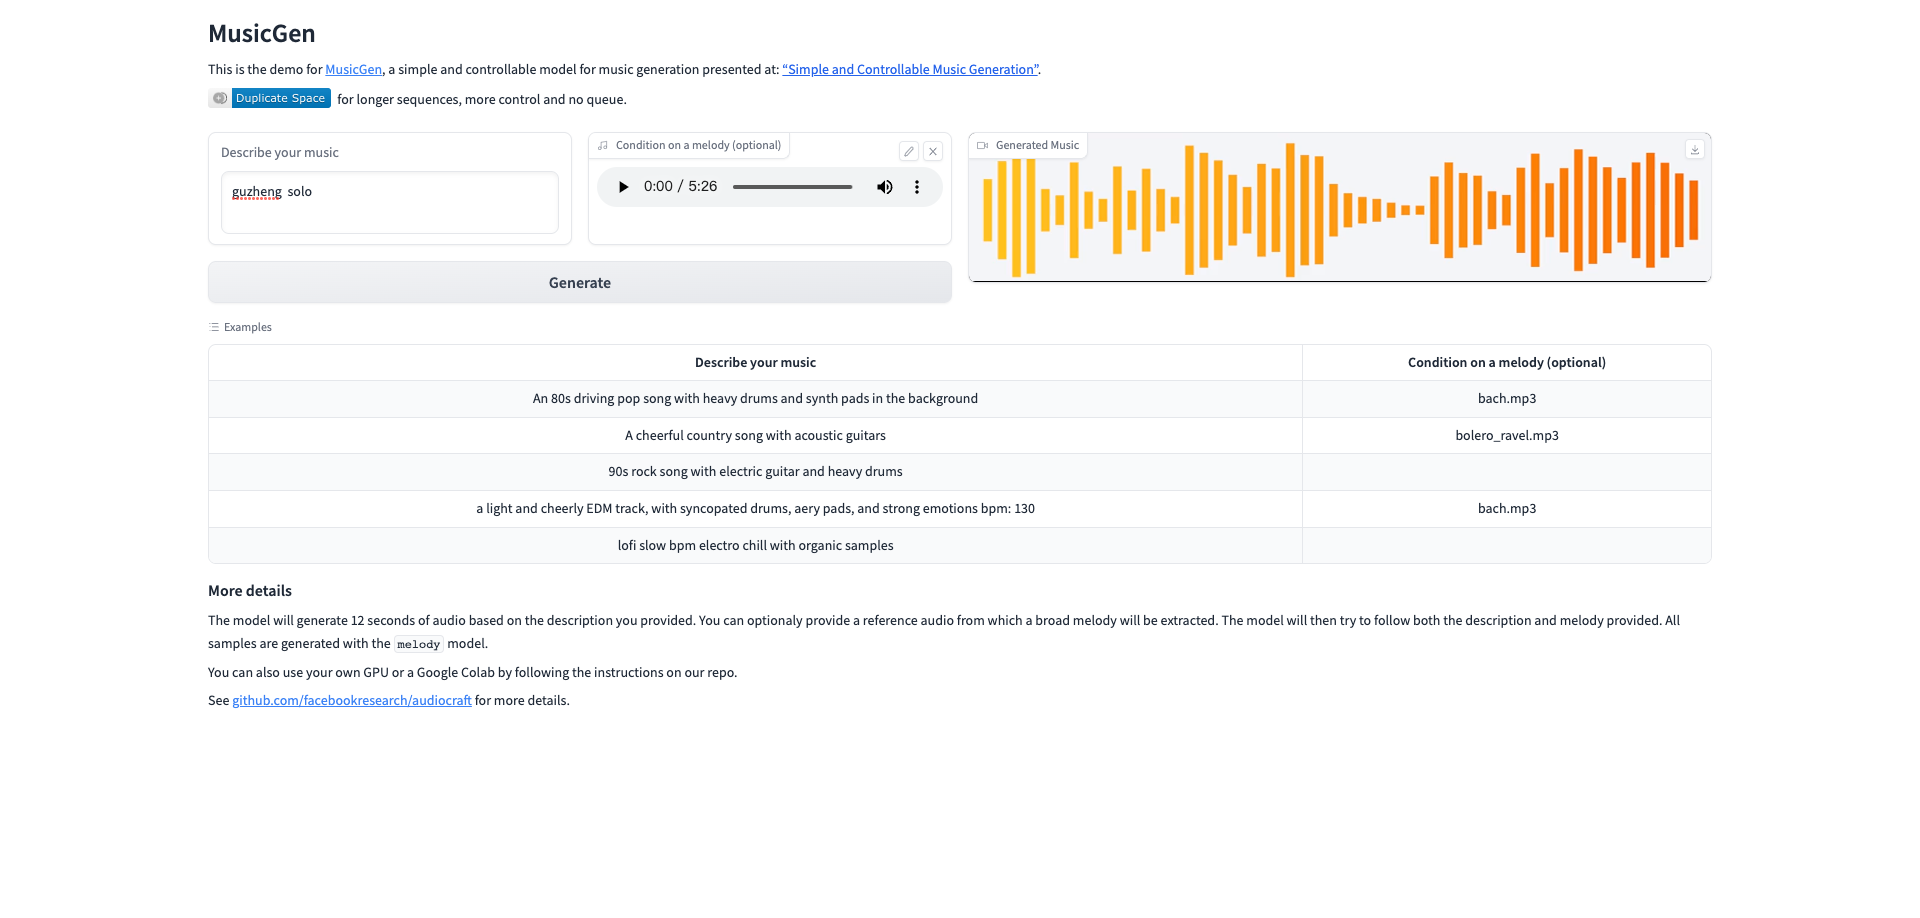 MusicGen
This is the demo for MusicGen, a simple and controllable model for music generation presented at: “Simple and Controllable Music Generation”.
Duplicate Space for longer sequences, more control and no queue.
Describe your music
guzheng solo
Condition on a melody (optional)
0:00 / 5:26
Generated Music
Generate
Examples
Describe your music Condition on a melody (optional)
An 80s driving pop song with heavy drums and synth pads in the background bach.mp3
A cheerful country song with acoustic guitars bolero_ravel.mp3
90s rock song with electric guitar and heavy drums
a light and cheerly EDM track, with syncopated drums, aery pads, and strong emotions bpm: 130 bach.mp3
lofi slow bpm electro chill with organic samples
More details
The model will generate 12 seconds of audio based on the description you provided. You can optionaly provide a reference audio from which a broad melody will be extracted. The model will then try to follow both the description and melody provided. All
samples are generated with the melody model.
You can also use your own GPU or a Google Colab by following the instructions on our repo.
See github.com/facebookresearch/audiocraft for more details.